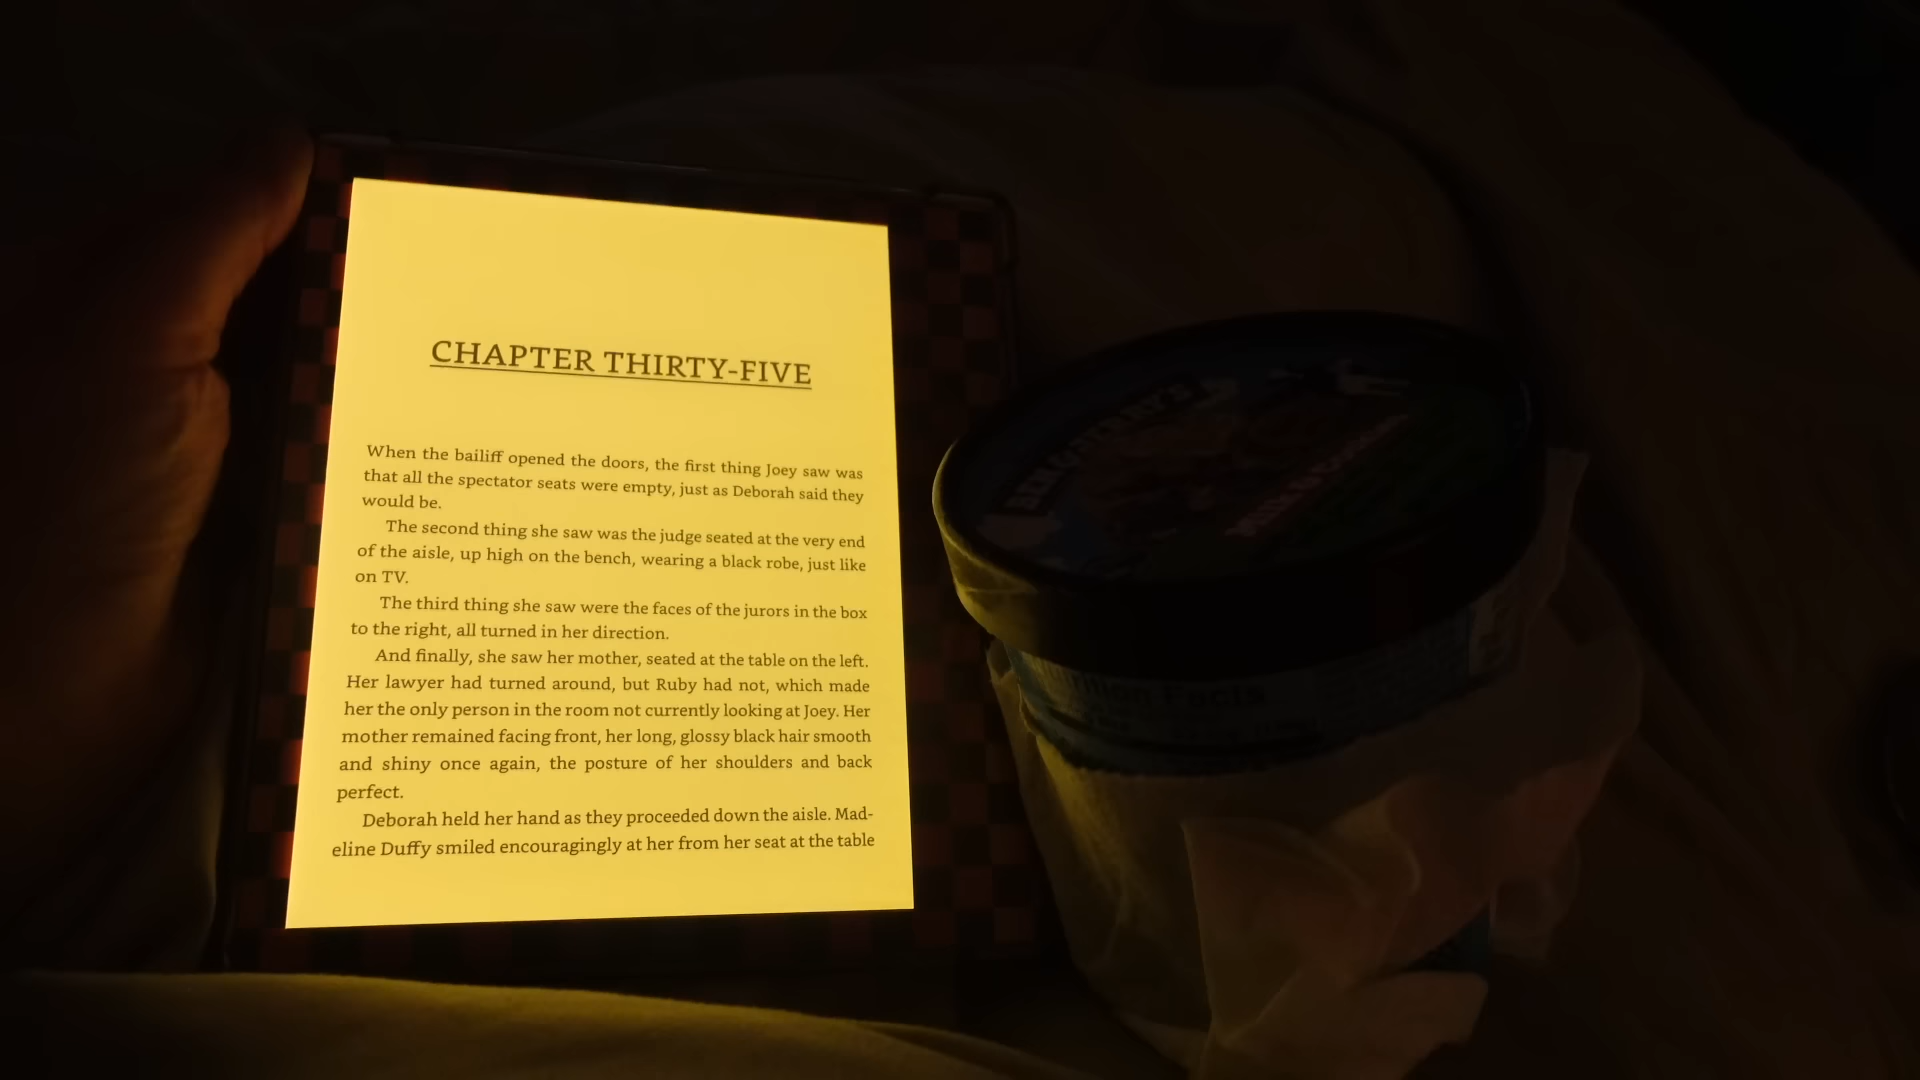 CHAPTER THIRTY-FIVE
When the bailiff opened the doors, the first thing Joey saw was
that all the spectator seats were empty, just as Deborah said they
would be.
The second thing she saw was the judge seated at the very end
of the aisle, up high on the bench, wearing a black robe, just like
on TV.
The third thing she saw were the faces of the jurors in the box
to the right, all turned in her direction.
And finally, she saw her mother, seated at the table on the left.
Her lawyer had turned around, but Ruby had not, which made
her the only person in the room not currently looking at Joey. Her
mother remained facing front, her long, glossy black hair smooth
and shiny once again, the posture of her shoulders and back
perfect.
Deborah held her hand as they proceeded down the aisle. Mad-
eline Duffy smiled encouragingly at her from her seat at the table
BEN & JERRY'S
Nutrition Facts